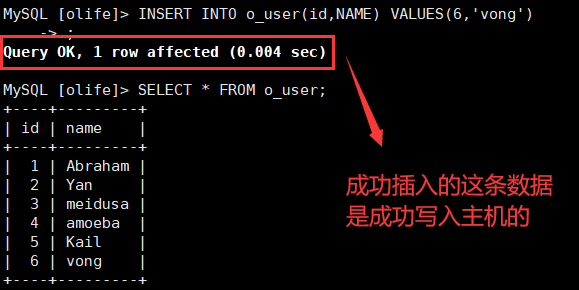 MySQL [olife]> INSERT INTO o_user(id,NAME) VALUES(6,'vong')
    -> ;
Query OK, 1 row affected (0.004 sec)
MySQL [olife]> SELECT * FROM o_user;
+----+---------+
| id | name    |
+----+---------+
|  1 | Abraham |
|  2 | Yan     |
|  3 | meidusa |
|  4 | amoeba  |
|  5 | Kail    |
|  6 | vong    |
+----+---------+
成功插入的这条数据
是成功写入主机的